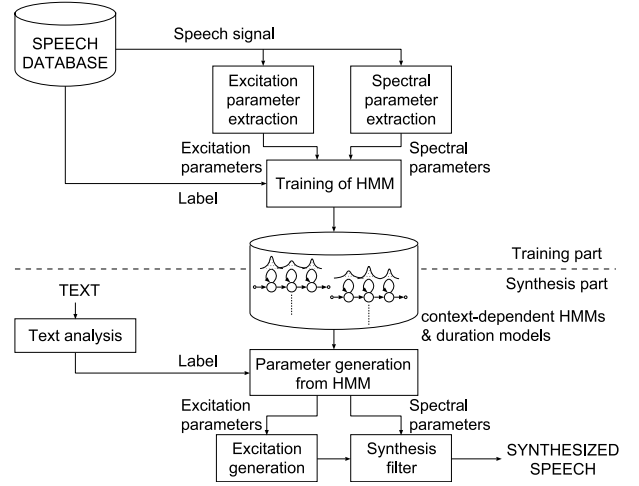 SPEECH
DATABASE
Speech signal
Excitation
parameter
extraction
Spectral
parameter
extraction
Excitation
parameters
Spectral
parameters
Training of HMM
Label
Training part
Synthesis part
TEXT
context-dependent HMMs
& duration models
Text analysis
Label
Parameter generation
from HMM
Excitation
parameters
Spectral
parameters
Excitation
generation
Synthesis
filter
SYNTHESIZED
SPEECH